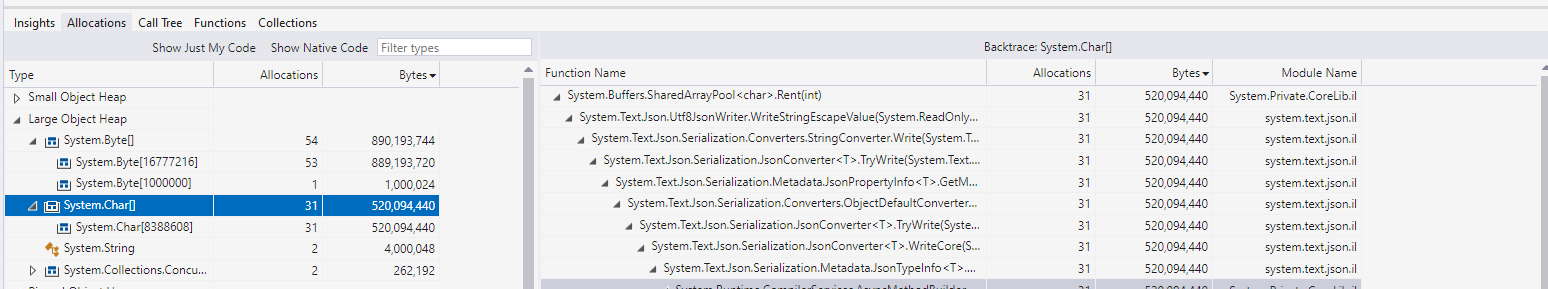 Insights Allocations Call Tree Functions Collections
Show Just My Code Show Native Code Filter types
Backtrace: System.Char[]
Type Allocations Bytes
Small Object Heap
Large Object Heap
System.Byte[] 54 890,193,744
System.Byte[16777216] 53 889,193,720
System.Byte[1000000] 1 1,000,024
System.Char[] 31 520,094,440
System.Char[8388608] 31 520,094,440
System.String 2 4,000,048
System.Collections.Concu... 2 262,192
Function Name Allocations Bytes Module Name
System.Buffers.SharedArrayPool<char>.Rent(int) 31 520,094,440 System.Private.CoreLib.il
System.Text.Json.Utf8JsonWriter.WriteStringEscapeValue(System.ReadOnly... 31 520,094,440 system.text.json.il
System.Text.Json.Serialization.Converters.StringConverter.Write(System.T... 31 520,094,440 system.text.json.il
System.Text.Json.Serialization.JsonConverter<T>.TryWrite(System.Text.... 31 520,094,440 system.text.json.il
System.Text.Json.Serialization.Metadata.JsonPropertyInfo<T>.GetM... 31 520,094,440 system.text.json.il
System.Text.Json.Serialization.Converters.ObjectDefaultConverter... 31 520,094,440 system.text.json.il
System.Text.Json.Serialization.JsonConverter<T>.TryWrite(Syste... 31 520,094,440 system.text.json.il
System.Text.Json.Serialization.JsonConverter<T>.WriteCore(S... 31 520,094,440 system.text.json.il
System.Text.Json.Serialization.Metadata.JsonTypeInfo<T>.... 31 520,094,440 system.text.json.il